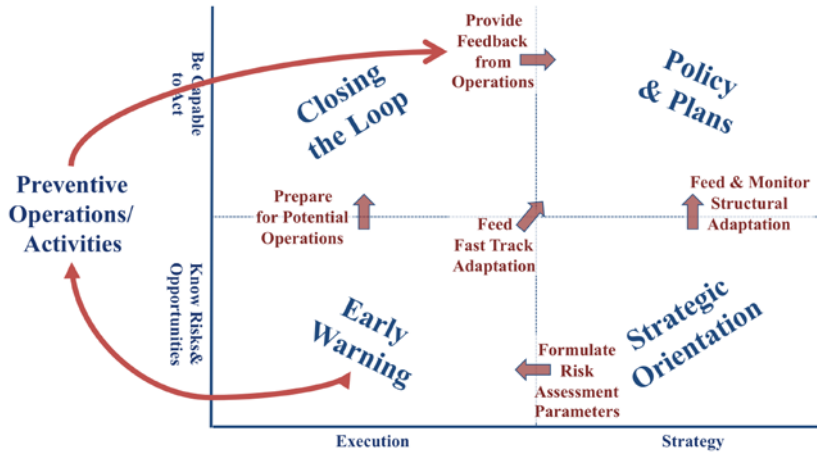 Be Capable
to Act
Closing
the Loop
Provide
Feedback
from
Operations
Policy
& Plans
Preventive
Operations/
Activities
Prepare
for Potential
Operations
Feed
Fast Track
Adaptation
Feed & Monitor
Structural
Adaptation
Know Risks&
Opportunities
Early
Warning
Formulate
Risk
Assessment
Parameters
Strategic
Orientation
Execution
Strategy